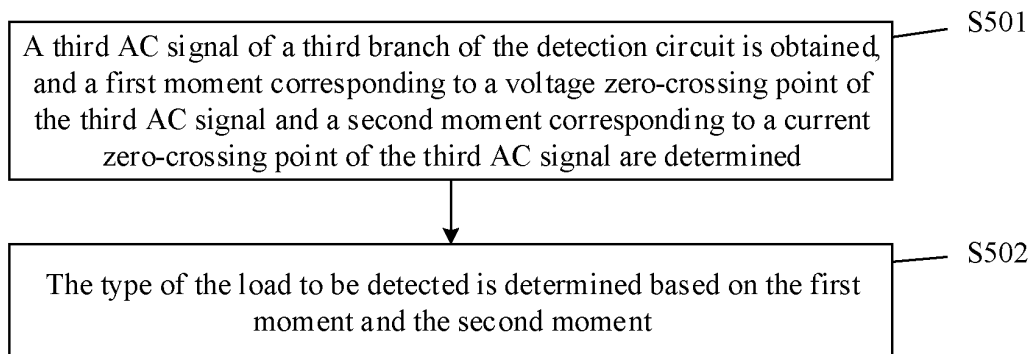 S501
A third AC signal of a third branch of the detection circuit is obtained,
and a first moment corresponding to a voltage zero-crossing point of
the third AC signal and a second moment corresponding to a current
zero-crossing point of the third AC signal are determined
S502
The type of the load to be detected is determined based on the first
moment and the second moment